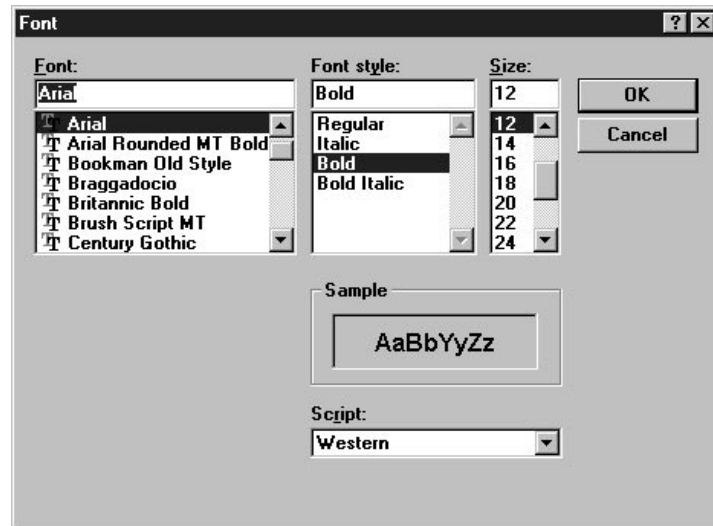 Font
Font:
Arial
Arial
Arial Rounded MT Bold
Bookman Old Style
Braggadocio
Britannic Bold
Brush Script MT
Century Gothic
Font style:
Bold
Regular
Italic
Bold
Bold Italic
Size:
12
12
14
16
18
20
22
24
OK
Cancel
Sample
AaBbYyZz
Script:
Western